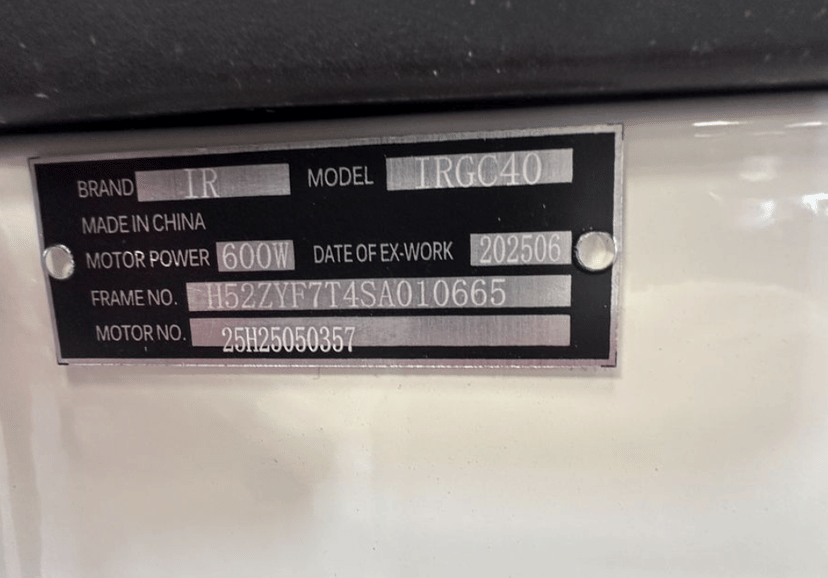 BRAND IR MODEL IRGC40
MADE IN CHINA
MOTOR POWER 600W DATE OF EX-WORK 202506
FRAME NO. H52ZYF7T4SA010665
MOTOR NO. 25H25050357